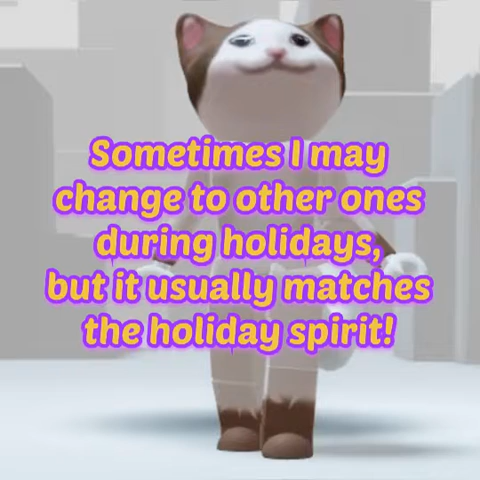 Sometimes I may
change to other ones
during holidays,
but it usually matches
the holiday spirit!